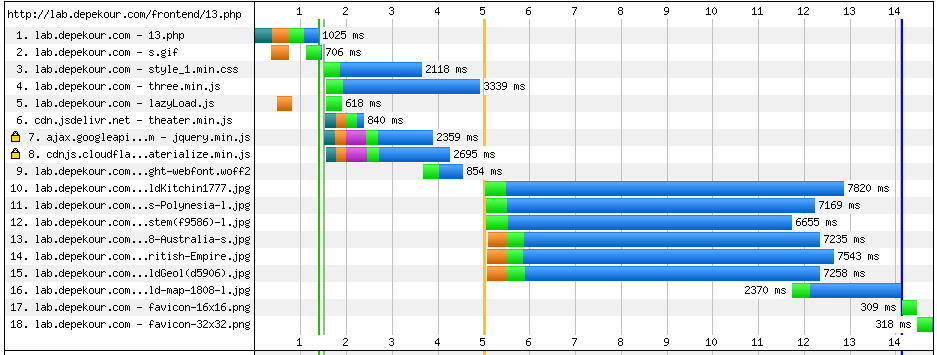 http://lab.depekour.com/frontend/13.php 1 2 3 4 5 6 7 8 9 10 11 12 13 14
1. lab.depekour.com - 13.php 1025 ms
2. lab.depekour.com - s.gif 706 ms
3. lab.depekour.com - style_1.min.css 2118 ms
4. lab.depekour.com - three.min.js 3339 ms
5. lab.depekour.com - lazyLoad.js 618 ms
6. cdn.jsdelivr.net - theater.min.js 840 ms
7. ajax.googleapi...m - jquery.min.js 2359 ms
8. cdnjs.cloudfla...aterialize.min.js 2695 ms
9. lab.depekour.com...ght-webfont.woff2 854 ms
10. lab.depekour.com...ldKitchin1777.jpg 7820 ms
11. lab.depekour.com...s-Polynesia-l.jpg 7169 ms
12. lab.depekour.com...stem(f9586)-l.jpg 6655 ms
13. lab.depekour.com...8-Australia-s.jpg 7235 ms
14. lab.depekour.com...ritish-Empire.jpg 7543 ms
15. lab.depekour.com...ldGeol(d5906).jpg 7258 ms
16. lab.depekour.com...ld-map-1808-l.jpg 2370 ms
17. lab.depekour.com - favicon-16x16.png 309 ms
18. lab.depekour.com - favicon-32x32.png 318 ms
1 2 3 4 5 6 7 8 9 10 11 12 13 14